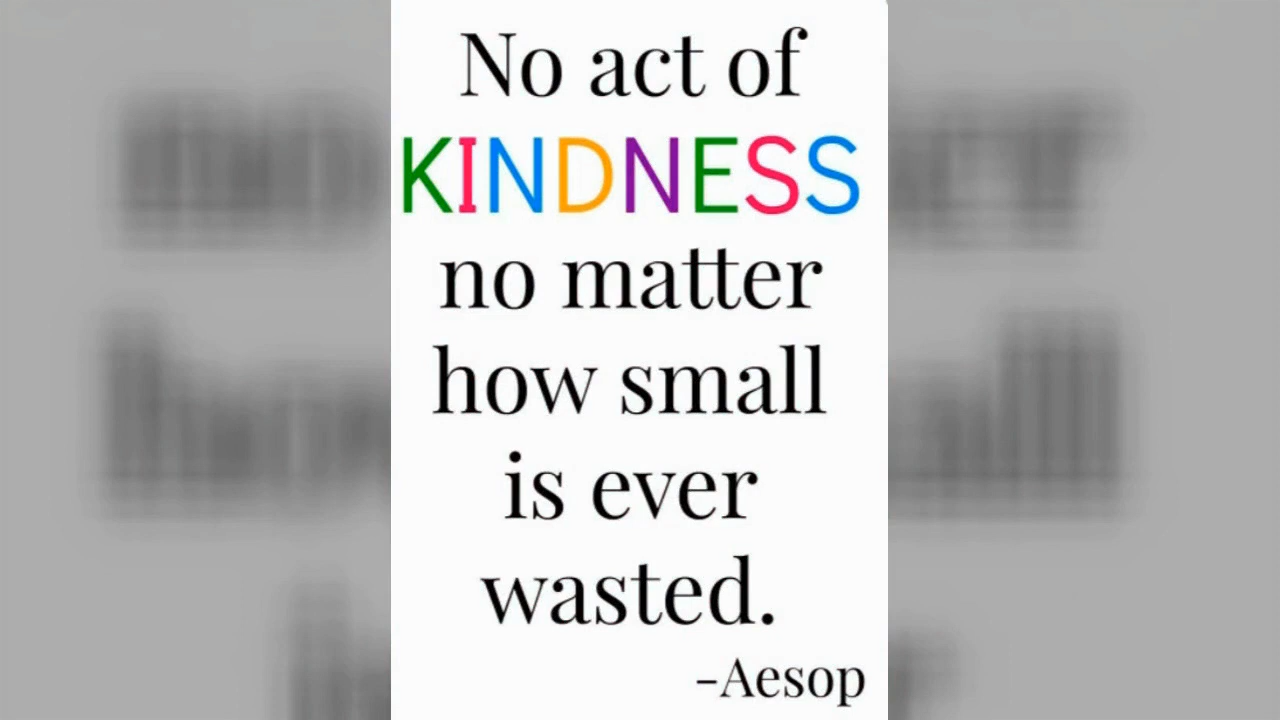 No act of
KINDNESS
no matter
how small
is ever
wasted.
-Aesop